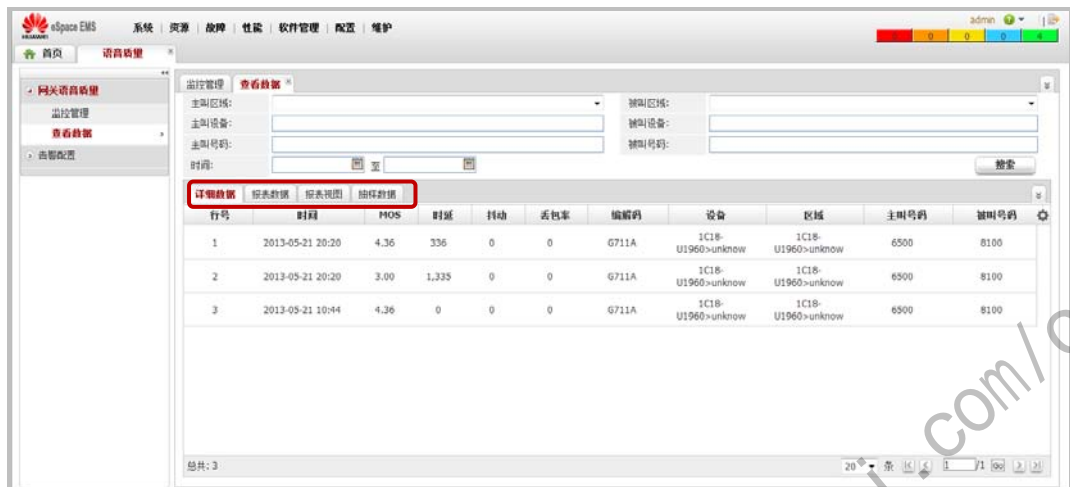 eSpace EMS 系统 | 资源 | 故障 | 性能 | 软件管理 | 配置 | 维护 admin
HUAWEI
0 0 0 0 6
首页 语音质量
网关语音质量
监控管理
查看数据
告警配置
监控管理 查看数据
主叫区域: 被叫区域:
主叫设备: 被叫设备:
主叫号码: 被叫号码:
时间: 至 搜索
详细数据 报表数据 报表视图 抽样数据
行号 时间 MOS 时延 抖动 丢包率 编解码 设备 区域 主叫号码 被叫号码
1 2013-05-21 20:20 4.36 336 0 0 G711A 1C18-U1960>unknow 1C18-U1960>unknow 6500 8100
2 2013-05-21 20:20 3.00 1,335 0 0 G711A 1C18-U1960>unknow 1C18-U1960>unknow 6500 8100
3 2013-05-21 10:44 4.36 0 0 0 G711A 1C18-U1960>unknow 1C18-U1960>unknow 6500 8100
总共: 3 20 条 1 /1 Go
.com/